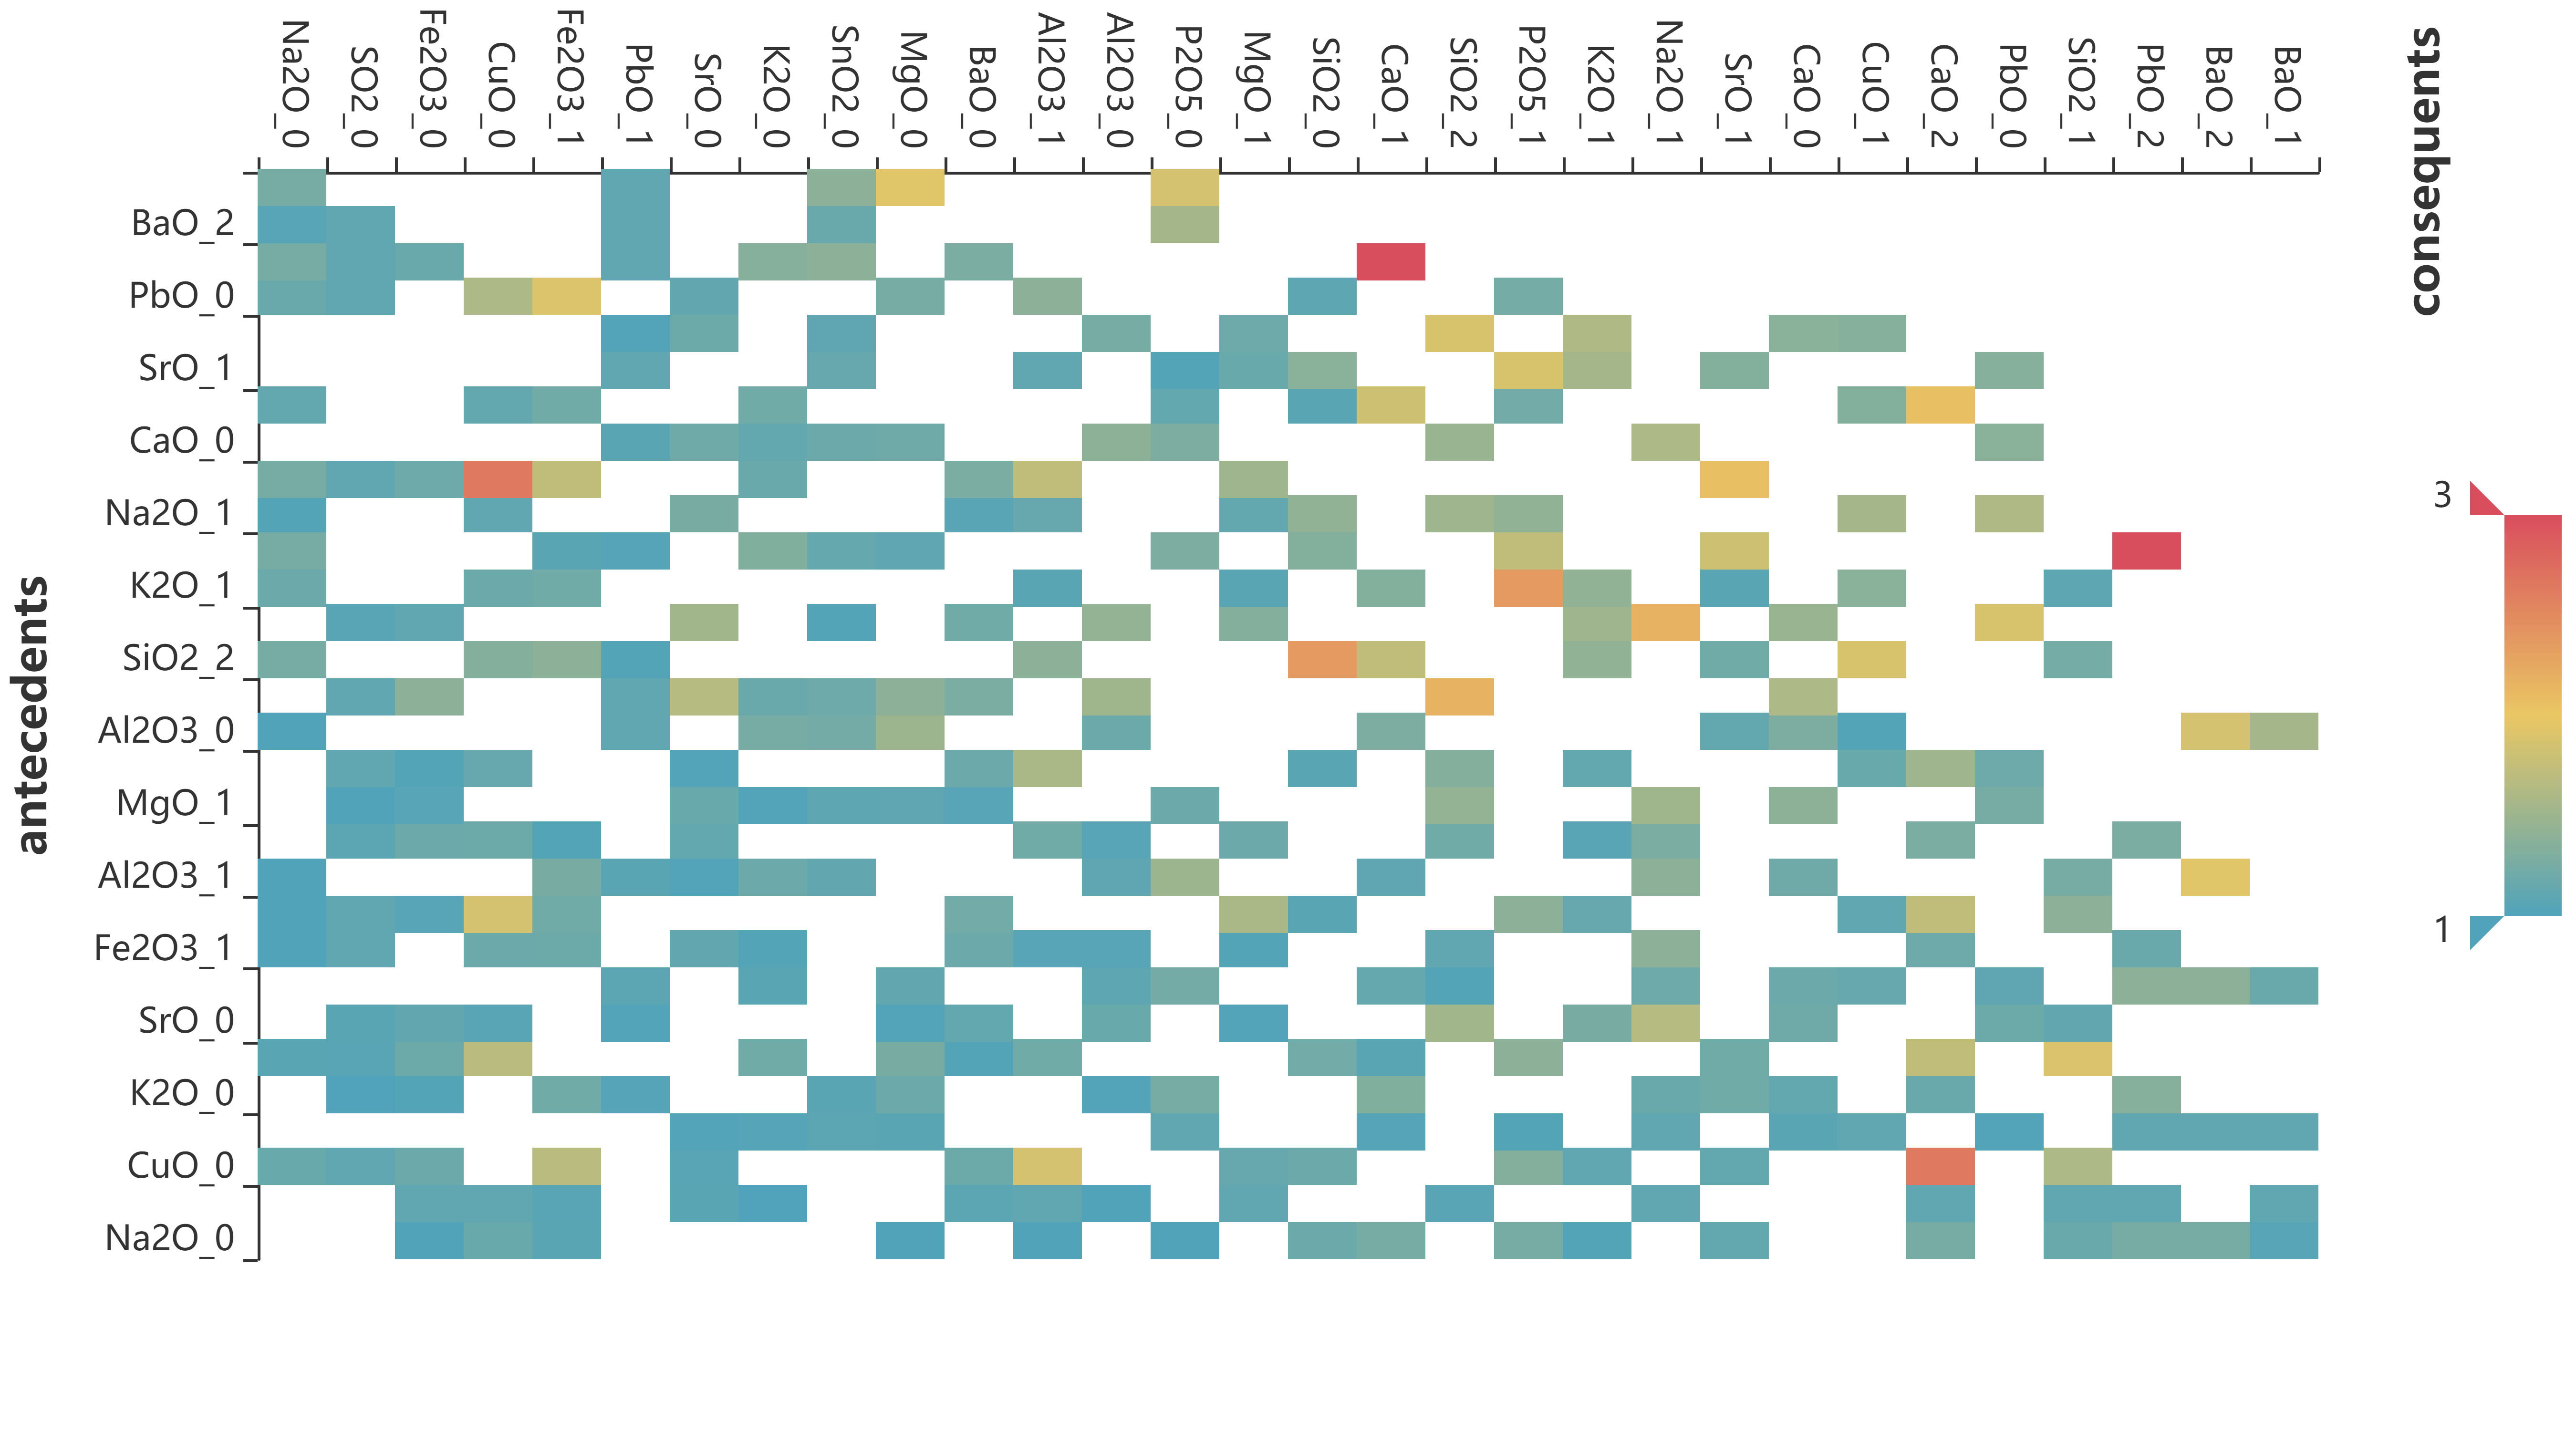 Na2O_0
SO2_0
Fe2O3_0
CuO_0
Fe2O3_1
PbO_1
SrO_0
K2O_0
SnO2_0
MgO_0
BaO_0
Al2O3_1
Al2O3_0
P2O5_0
MgO_1
SiO2_0
CaO_1
SiO2_2
P2O5_1
K2O_1
Na2O_1
SrO_1
CaO_0
CuO_1
CaO_2
PbO_0
SiO2_1
PbO_2
BaO_2
BaO_1
consequents
BaO_2
PbO_0
SrO_1
CaO_0
Na2O_1
K2O_1
SiO2_2
Al2O3_0
MgO_1
Al2O3_1
Fe2O3_1
SrO_0
K2O_0
CuO_0
Na2O_0
antecedents
3
1